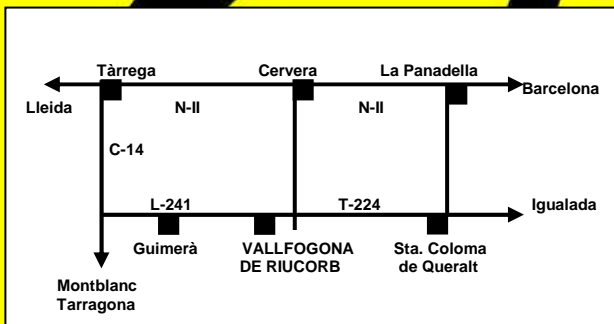 Tàrrega
Cervera
La Panadella
Barcelona
Lleida
N-II
N-II
C-14
L-241
T-224
Igualada
Guimerà
VALLFOGONA
DE RIUCORB
Sta. Coloma
de Queralt
Montblanc
Tarragona